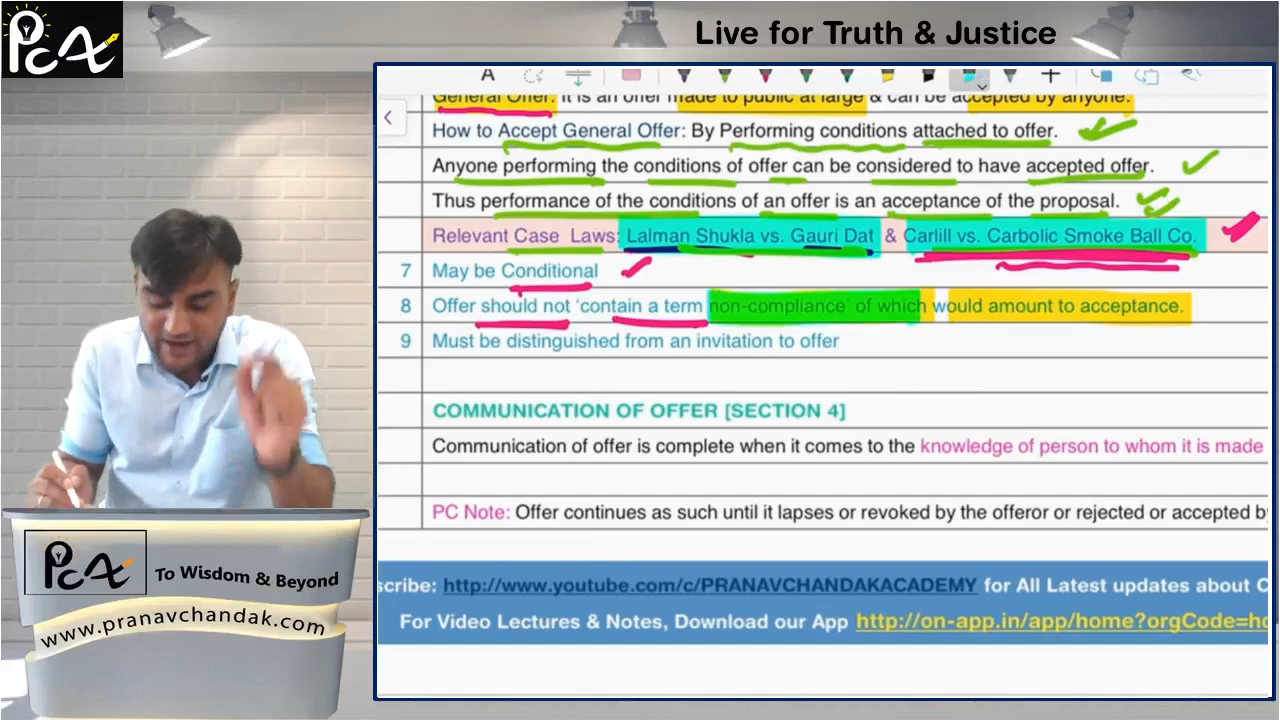 PCA
Live for Truth & Justice
A
General Offer: It is an offer made to public at large & can be accepted by anyone.
How to Accept General Offer: By Performing conditions attached to offer.
Anyone performing the conditions of offer can be considered to have accepted offer.
Thus performance of the conditions of an offer is an acceptance of the proposal.
Relevant Case Laws: Lalman Shukla vs. Gauri Dat & Carlill vs. Carbolic Smoke Ball Co.
7 May be Conditional
8 Offer should not 'contain a term non-compliance' of which would amount to acceptance.
9 Must be distinguished from an invitation to offer
COMMUNICATION OF OFFER [SECTION 4]
Communication of offer is complete when it comes to the knowledge of person to whom it is made
PC Note: Offer continues as such until it lapses or revoked by the offeror or rejected or accepted b
scribe: http://www.youtube.com/c/PRANAVCHANDAKACADEMY for All Latest updates about C
For Video Lectures & Notes, Download our App http://on-app.in/app/home?orgCode=h
PCA
To Wisdom & Beyond
www.pranavchandak.com